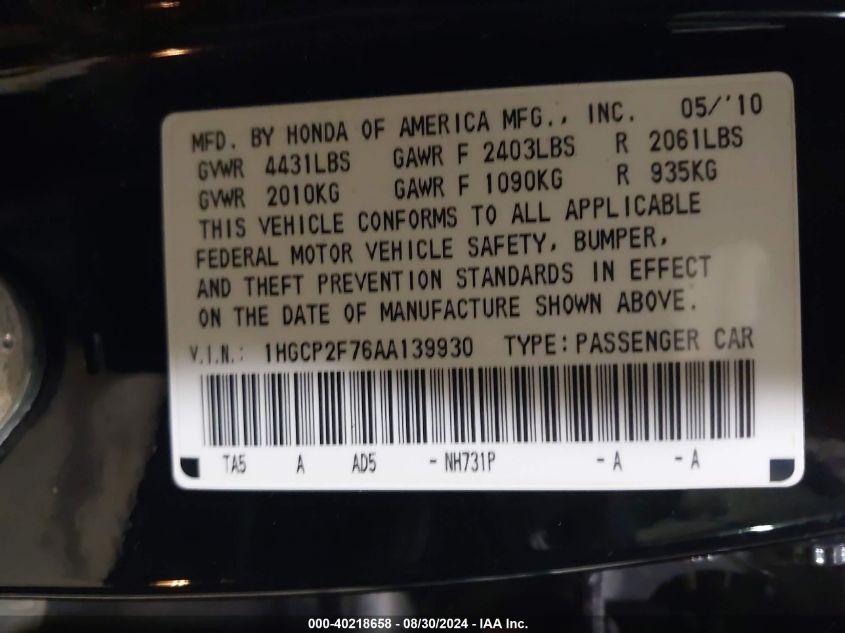 MFD. BY HONDA OF AMERICA MFG., INC. 05/'10
GVWR 4431LBS GAWR F 2403LBS R 2061LBS
GVWR 2010KG GAWR F 1090KG R 935KG
THIS VEHICLE CONFORMS TO ALL APPLICABLE
FEDERAL MOTOR VEHICLE SAFETY, BUMPER,
AND THEFT PREVENTION STANDARDS IN EFFECT
ON THE DATE OF MANUFACTURE SHOWN ABOVE.
V.I.N.: 1HGCP2F76AA139930 TYPE:PASSENGER CAR
TA5 A AD5 -NH731P -A -A
000-40218658 - 08/30/2024 - IAA Inc.